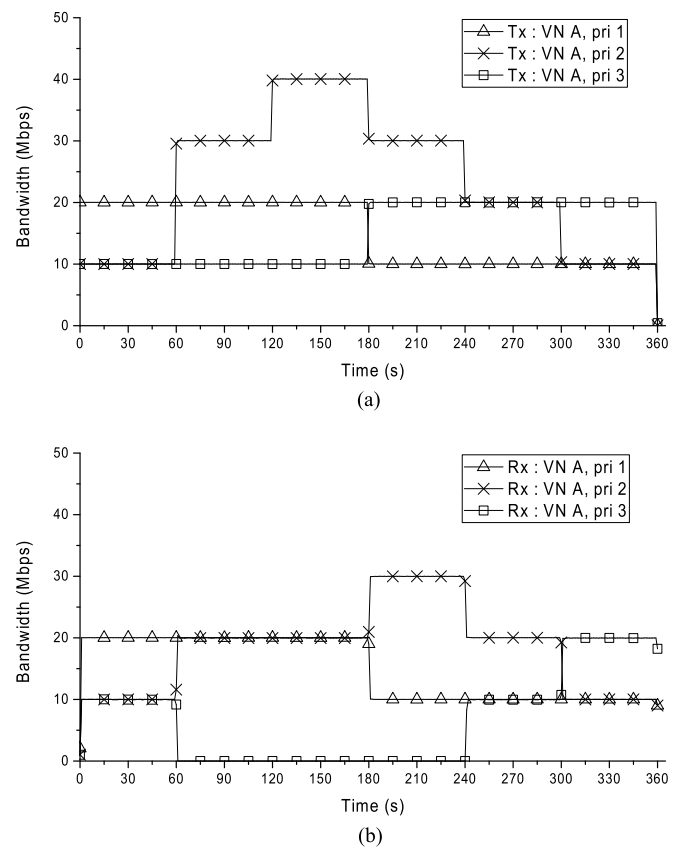 50
40
30
20
10
0
Bandwidth (Mbps)
Tx : VN A, pri 1
Tx : VN A, pri 2
Tx : VN A, pri 3
0 30 60 90 120 150 180 210 240 270 300 330 360
Time (s)
(a)
50
40
30
20
10
0
Bandwidth (Mbps)
Rx : VN A, pri 1
Rx : VN A, pri 2
Rx : VN A, pri 3
0 30 60 90 120 150 180 210 240 270 300 330 360
Time (s)
(b)